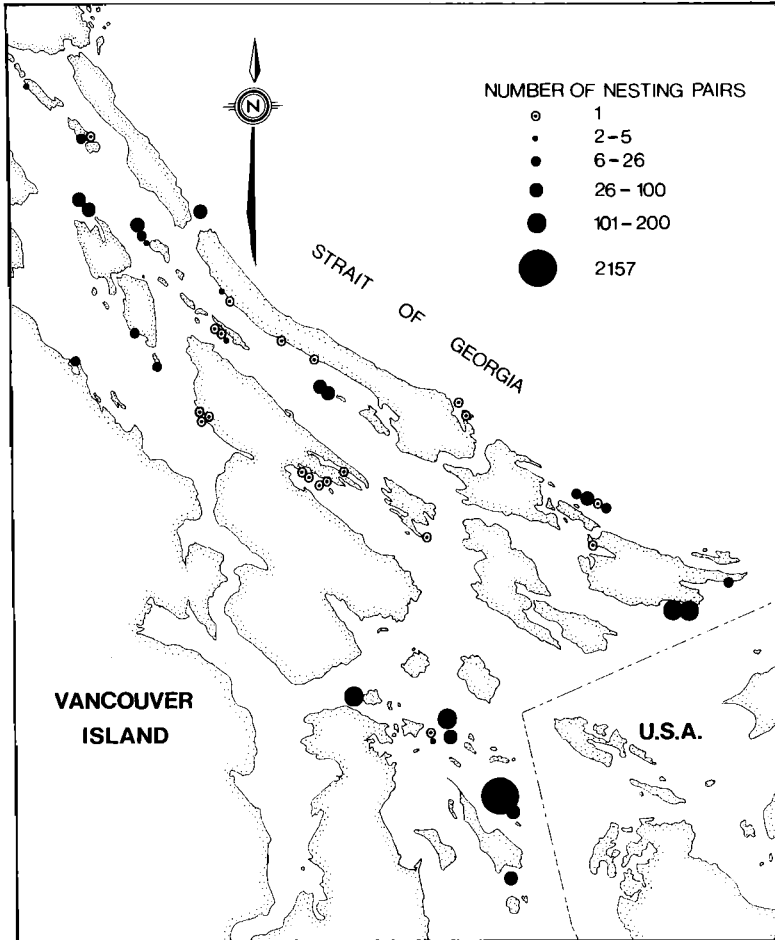 NUMBER OF NESTING PAIRS
1
2-5
6-26
26-100
101-200
2157
N
STRAIT OF GEORGIA
VANCOUVER
ISLAND
U.S.A.